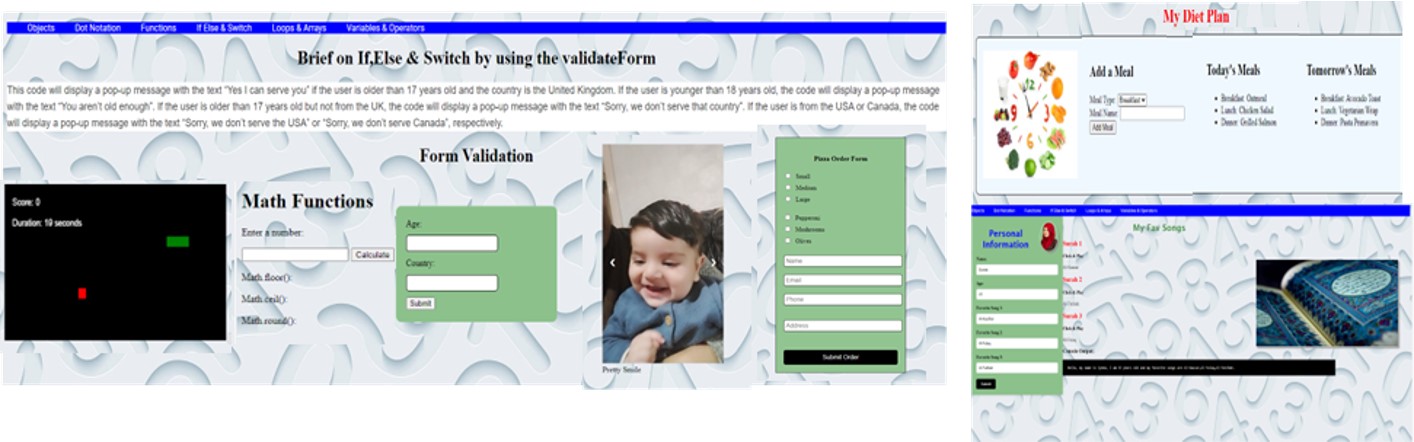 Objects Dot Notation Functions If Else & Switch Loops & Arrays Variables & Operators
Brief on If,Else & Switch by using the validateForm
This code will display a pop-up message with the text “Yes I can serve you” if the user is older than 17 years old and the country is the United Kingdom. If the user is younger than 18 years old, the code will display a pop-up message
with the text “You aren't old enough”. If the user is older than 17 years old but not from the UK, the code will display a pop-up message with the text “Sorry, we don't serve that country”. If the user is from the USA or Canada, the code
will display a pop-up message with the text “Sorry, we don't serve the USA” or “Sorry, we don't serve Canada”, respectively.
Form Validation
Score: 0
Duration: 19 seconds
Math Functions
Enter a number:
Calculate
Math.floor():
Math.ceil():
Math.round():
Age:
Country:
Submit
Pretty Smile
Pizza Order Form
Small
Medium
Large
Pepperoni
Mushrooms
Olives
Name
Email
Phone
Address
Submit Order
My Diet Plan
Add a Meal
Meal Type: Breakfast
Meal Name:
Add Meal
Today's Meals
Breakfast: Oatmeal
Lunch: Chicken Salad
Dinner: Grilled Salmon
Tomorrow's Meals
Breakfast: Avocado Toast
Lunch: Vegetarian Wrap
Dinner: Pasta Primavera
Objects Dot Notation Functions If Else & Switch Loops & Arrays Variables & Operators
Personal
Information
My Fav Songs
Surah 1
Surah 2
Surah 3
Console Output: